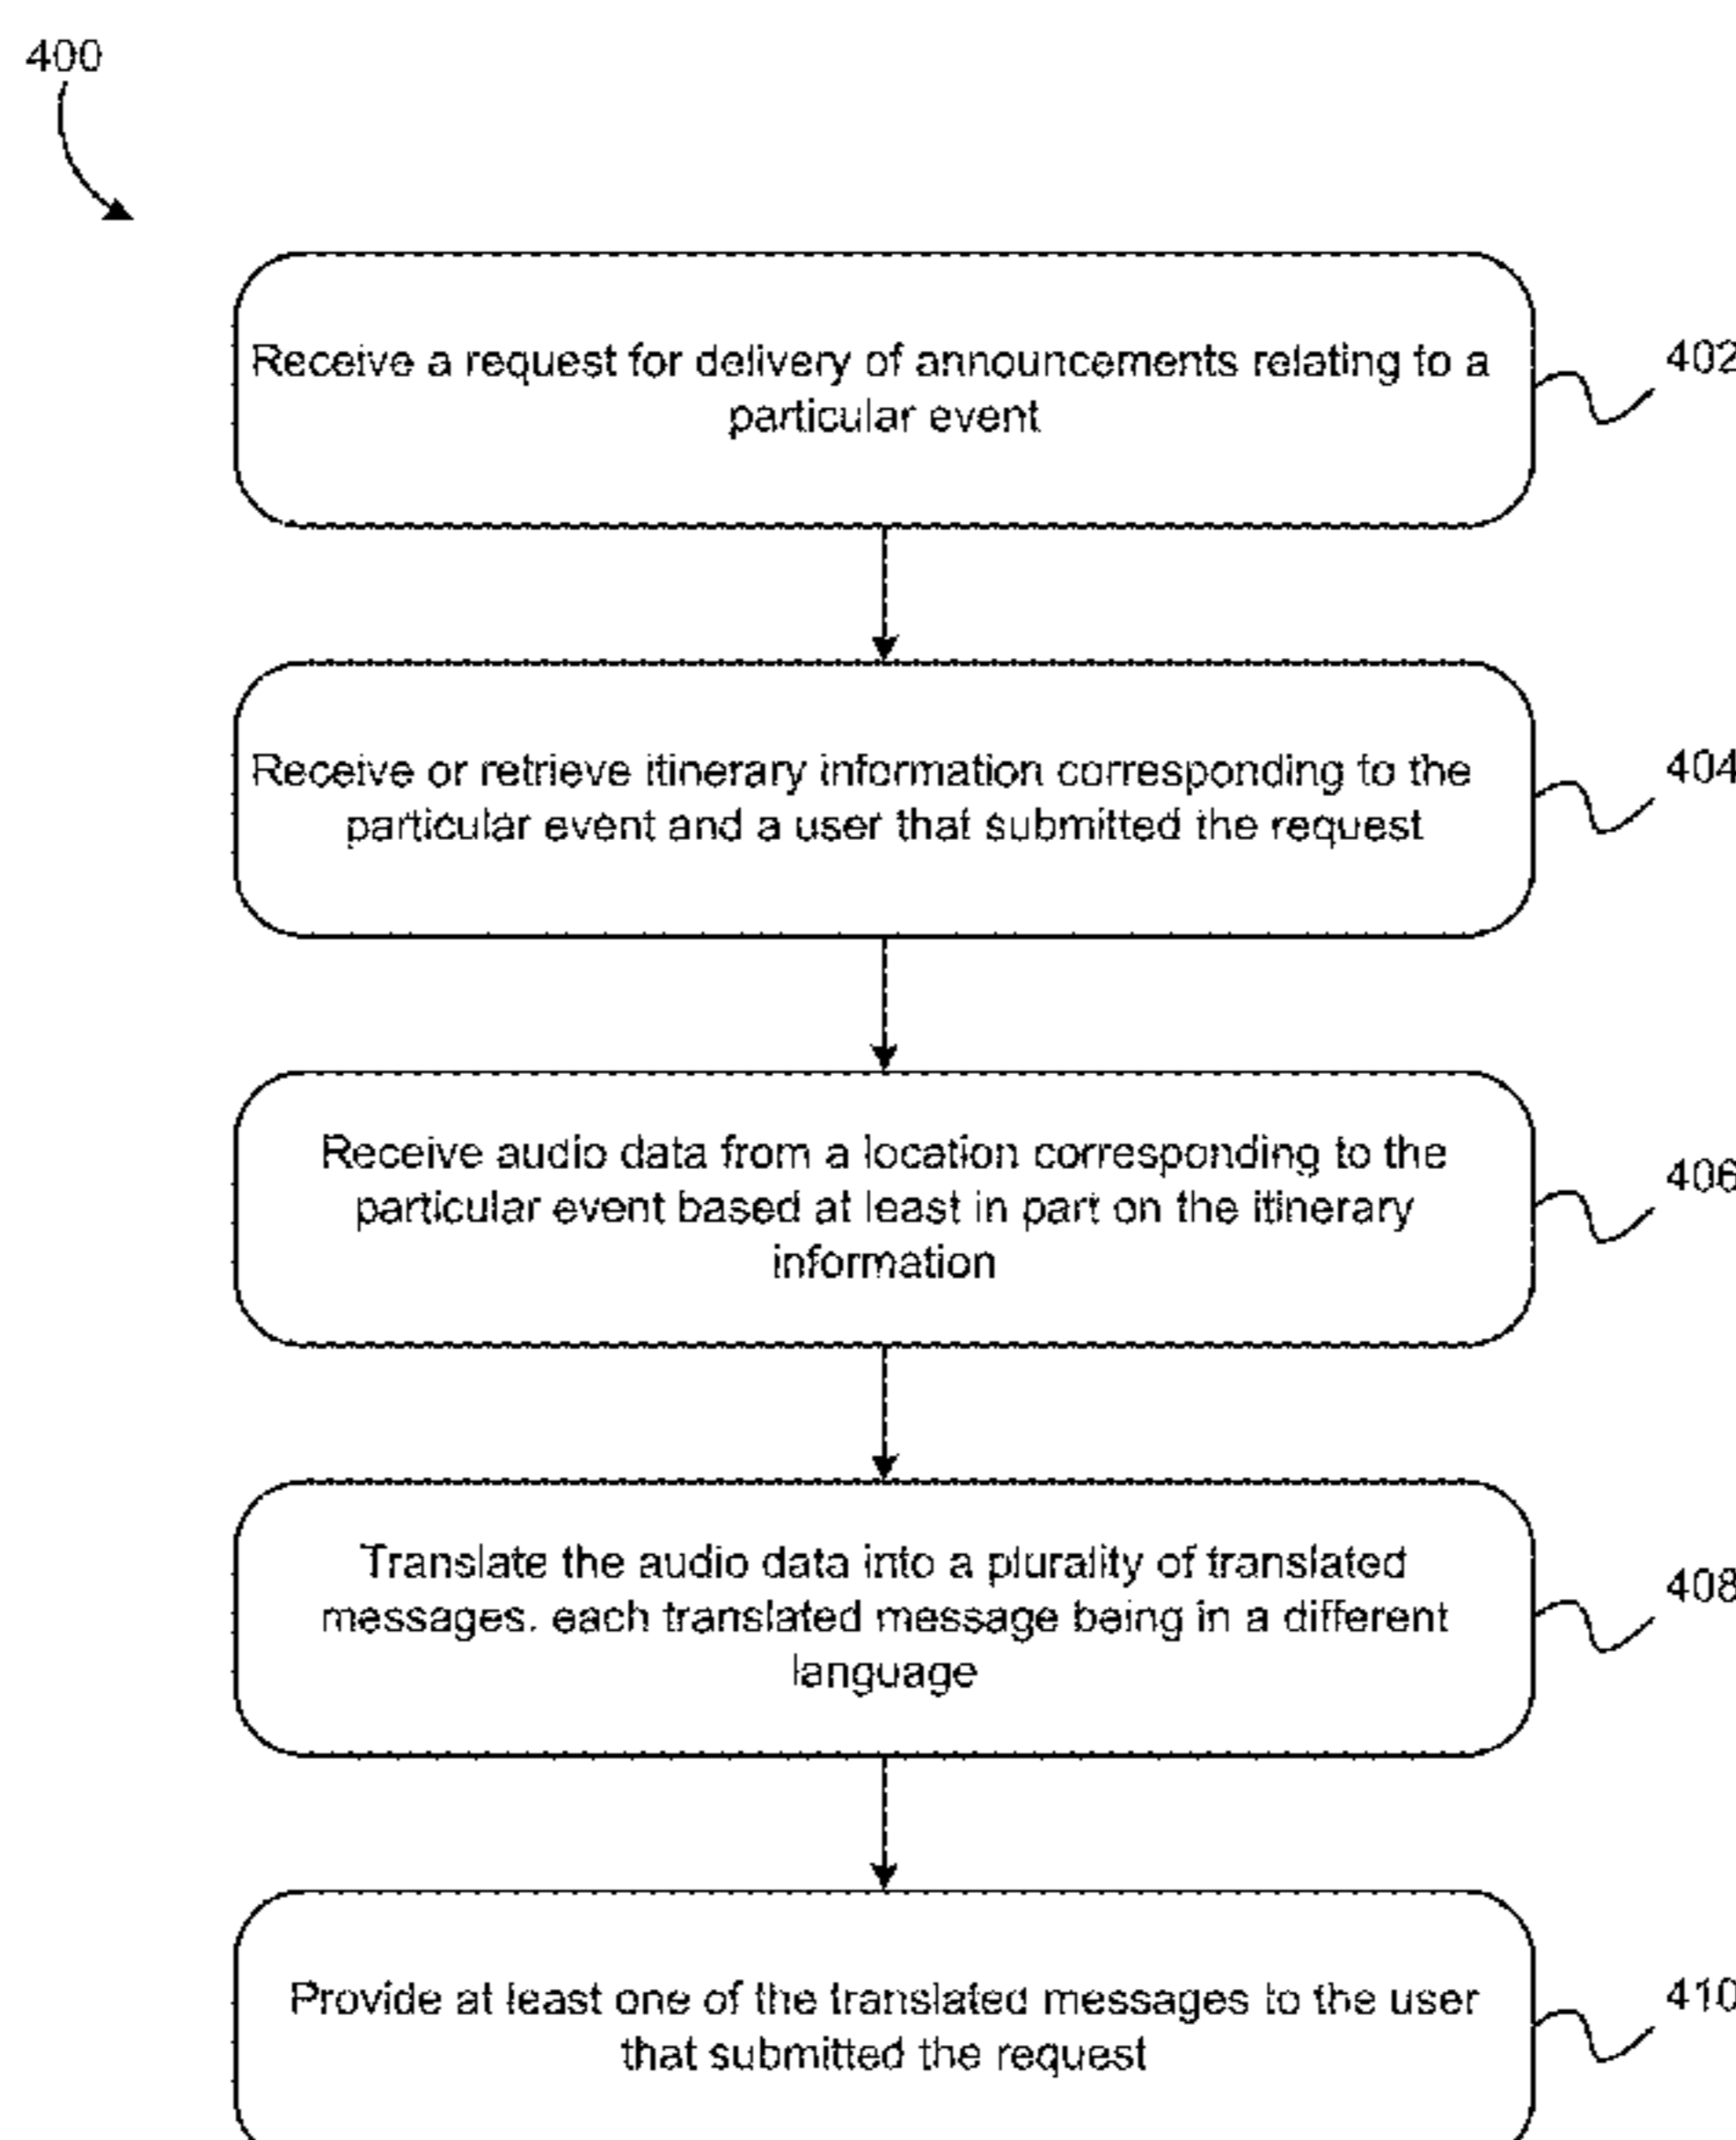 400
Receive a request for delivery of announcements relating to a
particular event
402
Receive or retrieve itinerary information corresponding to the
particular event and a user that submitted the request
404
Receive audio data from a location corresponding to the
particular event based at least in part on the itinerary
information
406
Translate the audio data into a plurality of translated
messages, each translated message being in a different
language
408
Provide at least one of the translated messages to the user
that submitted the request
410